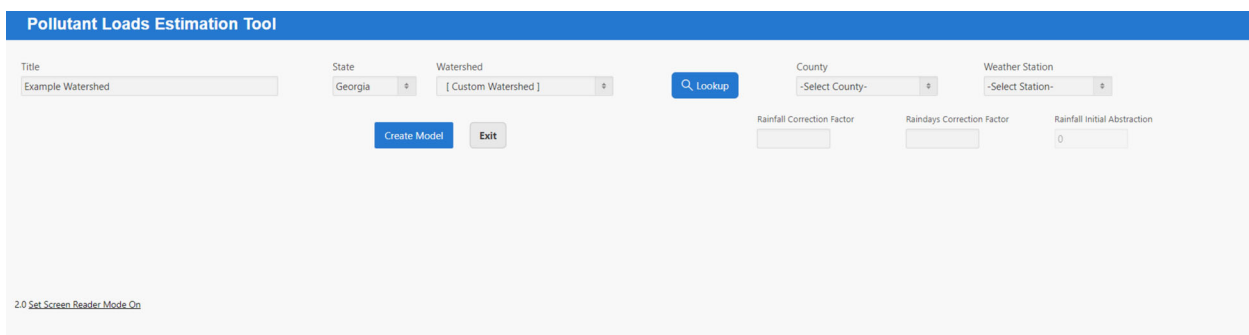 Pollutant Loads Estimation Tool
Title State Watershed County Weather Station
Example Watershed Georgia [ Custom Watershed ] Lookup -Select County- -Select Station-
Rainfall Correction Factor Raindays Correction Factor Rainfall Initial Abstraction
Create Model Exit 0
2.0 Set Screen Reader Mode On